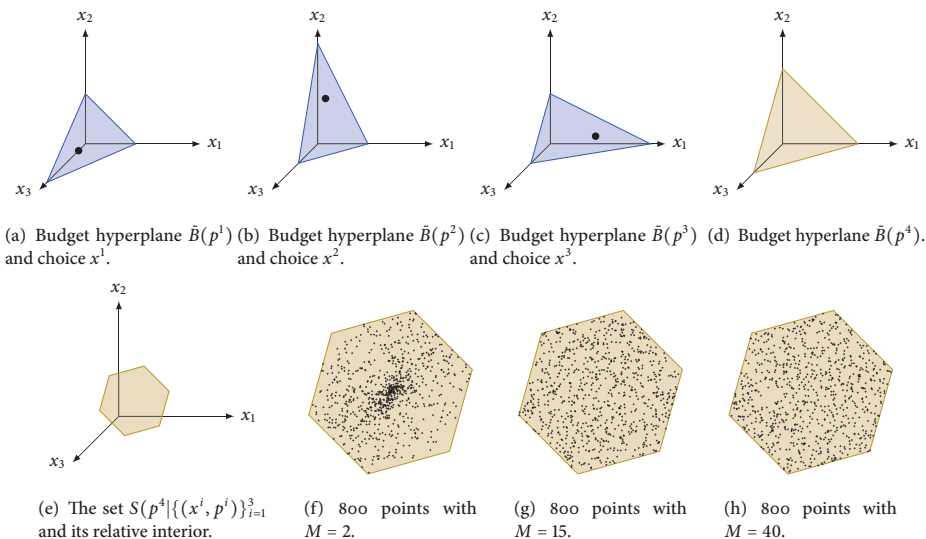 x₂
x₁
x₃
x₂
x₁
x₃
x₂
x₁
x₃
x₂
x₁
x₃
(a) Budget hyperplane B̄(p¹)
and choice x¹.
(b) Budget hyperplane B̄(p²)
and choice x².
(c) Budget hyperplane B̄(p³)
and choice x³.
(d) Budget hyperlane B̄(p⁴).
x₂
x₁
x₃
(e) The set S(p⁴|{(xⁱ, pⁱ)}³ᵢ₌₁
and its relative interior.
(f) 800 points with
M = 2.
(g) 800 points with
M = 15.
(h) 800 points with
M = 40.